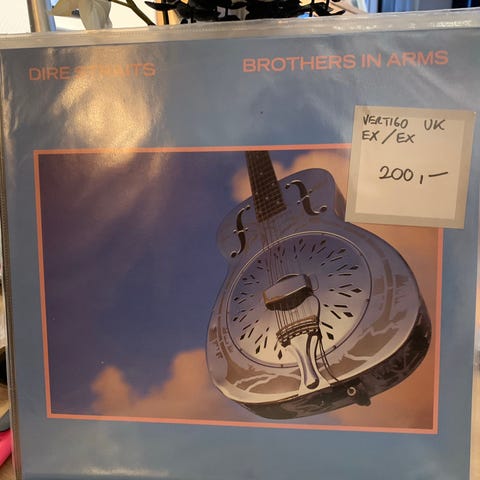 DIRE STRAITS
BROTHERS IN ARMS
VERTIGO UK
EX/EX
200,-